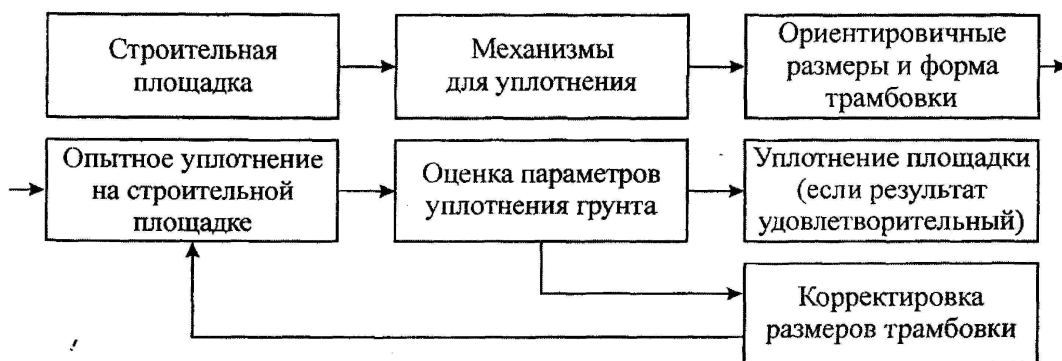 Строительная
площадка
Механизмы
для уплотнения
Ориентировичные
размеры и форма
трамбовки
Опытное уплотнение
на строительной
площадке
Оценка параметров
уплотнения грунта
Уплотнение площадки
(если результат
удовлетворительный)
Корректировка
размеров трамбовки